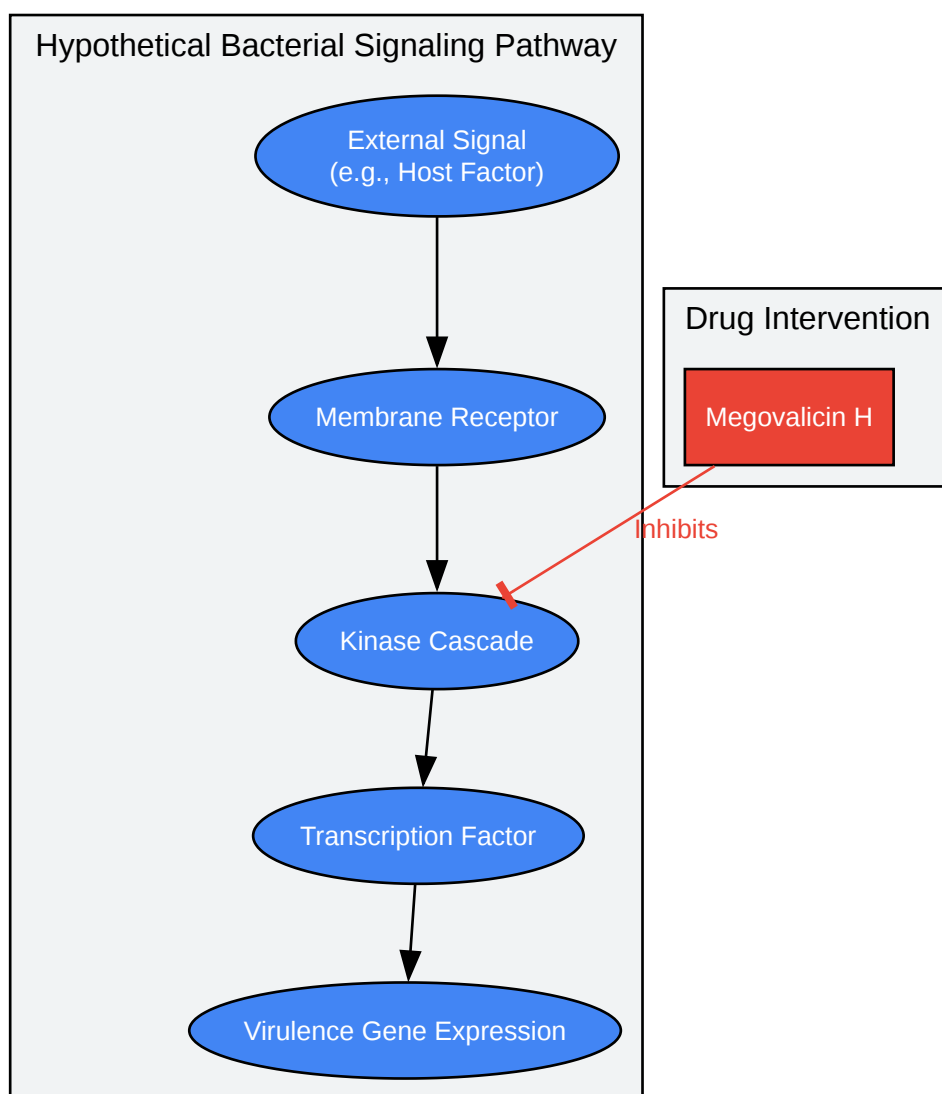 Hypothetical Bacterial Signaling Pathway
External Signal
(e.g., Host Factor)
Drug Intervention
Membrane Receptor
Megovalicin H
Inhibits
Kinase Cascade
Transcription Factor
Virulence Gene Expression